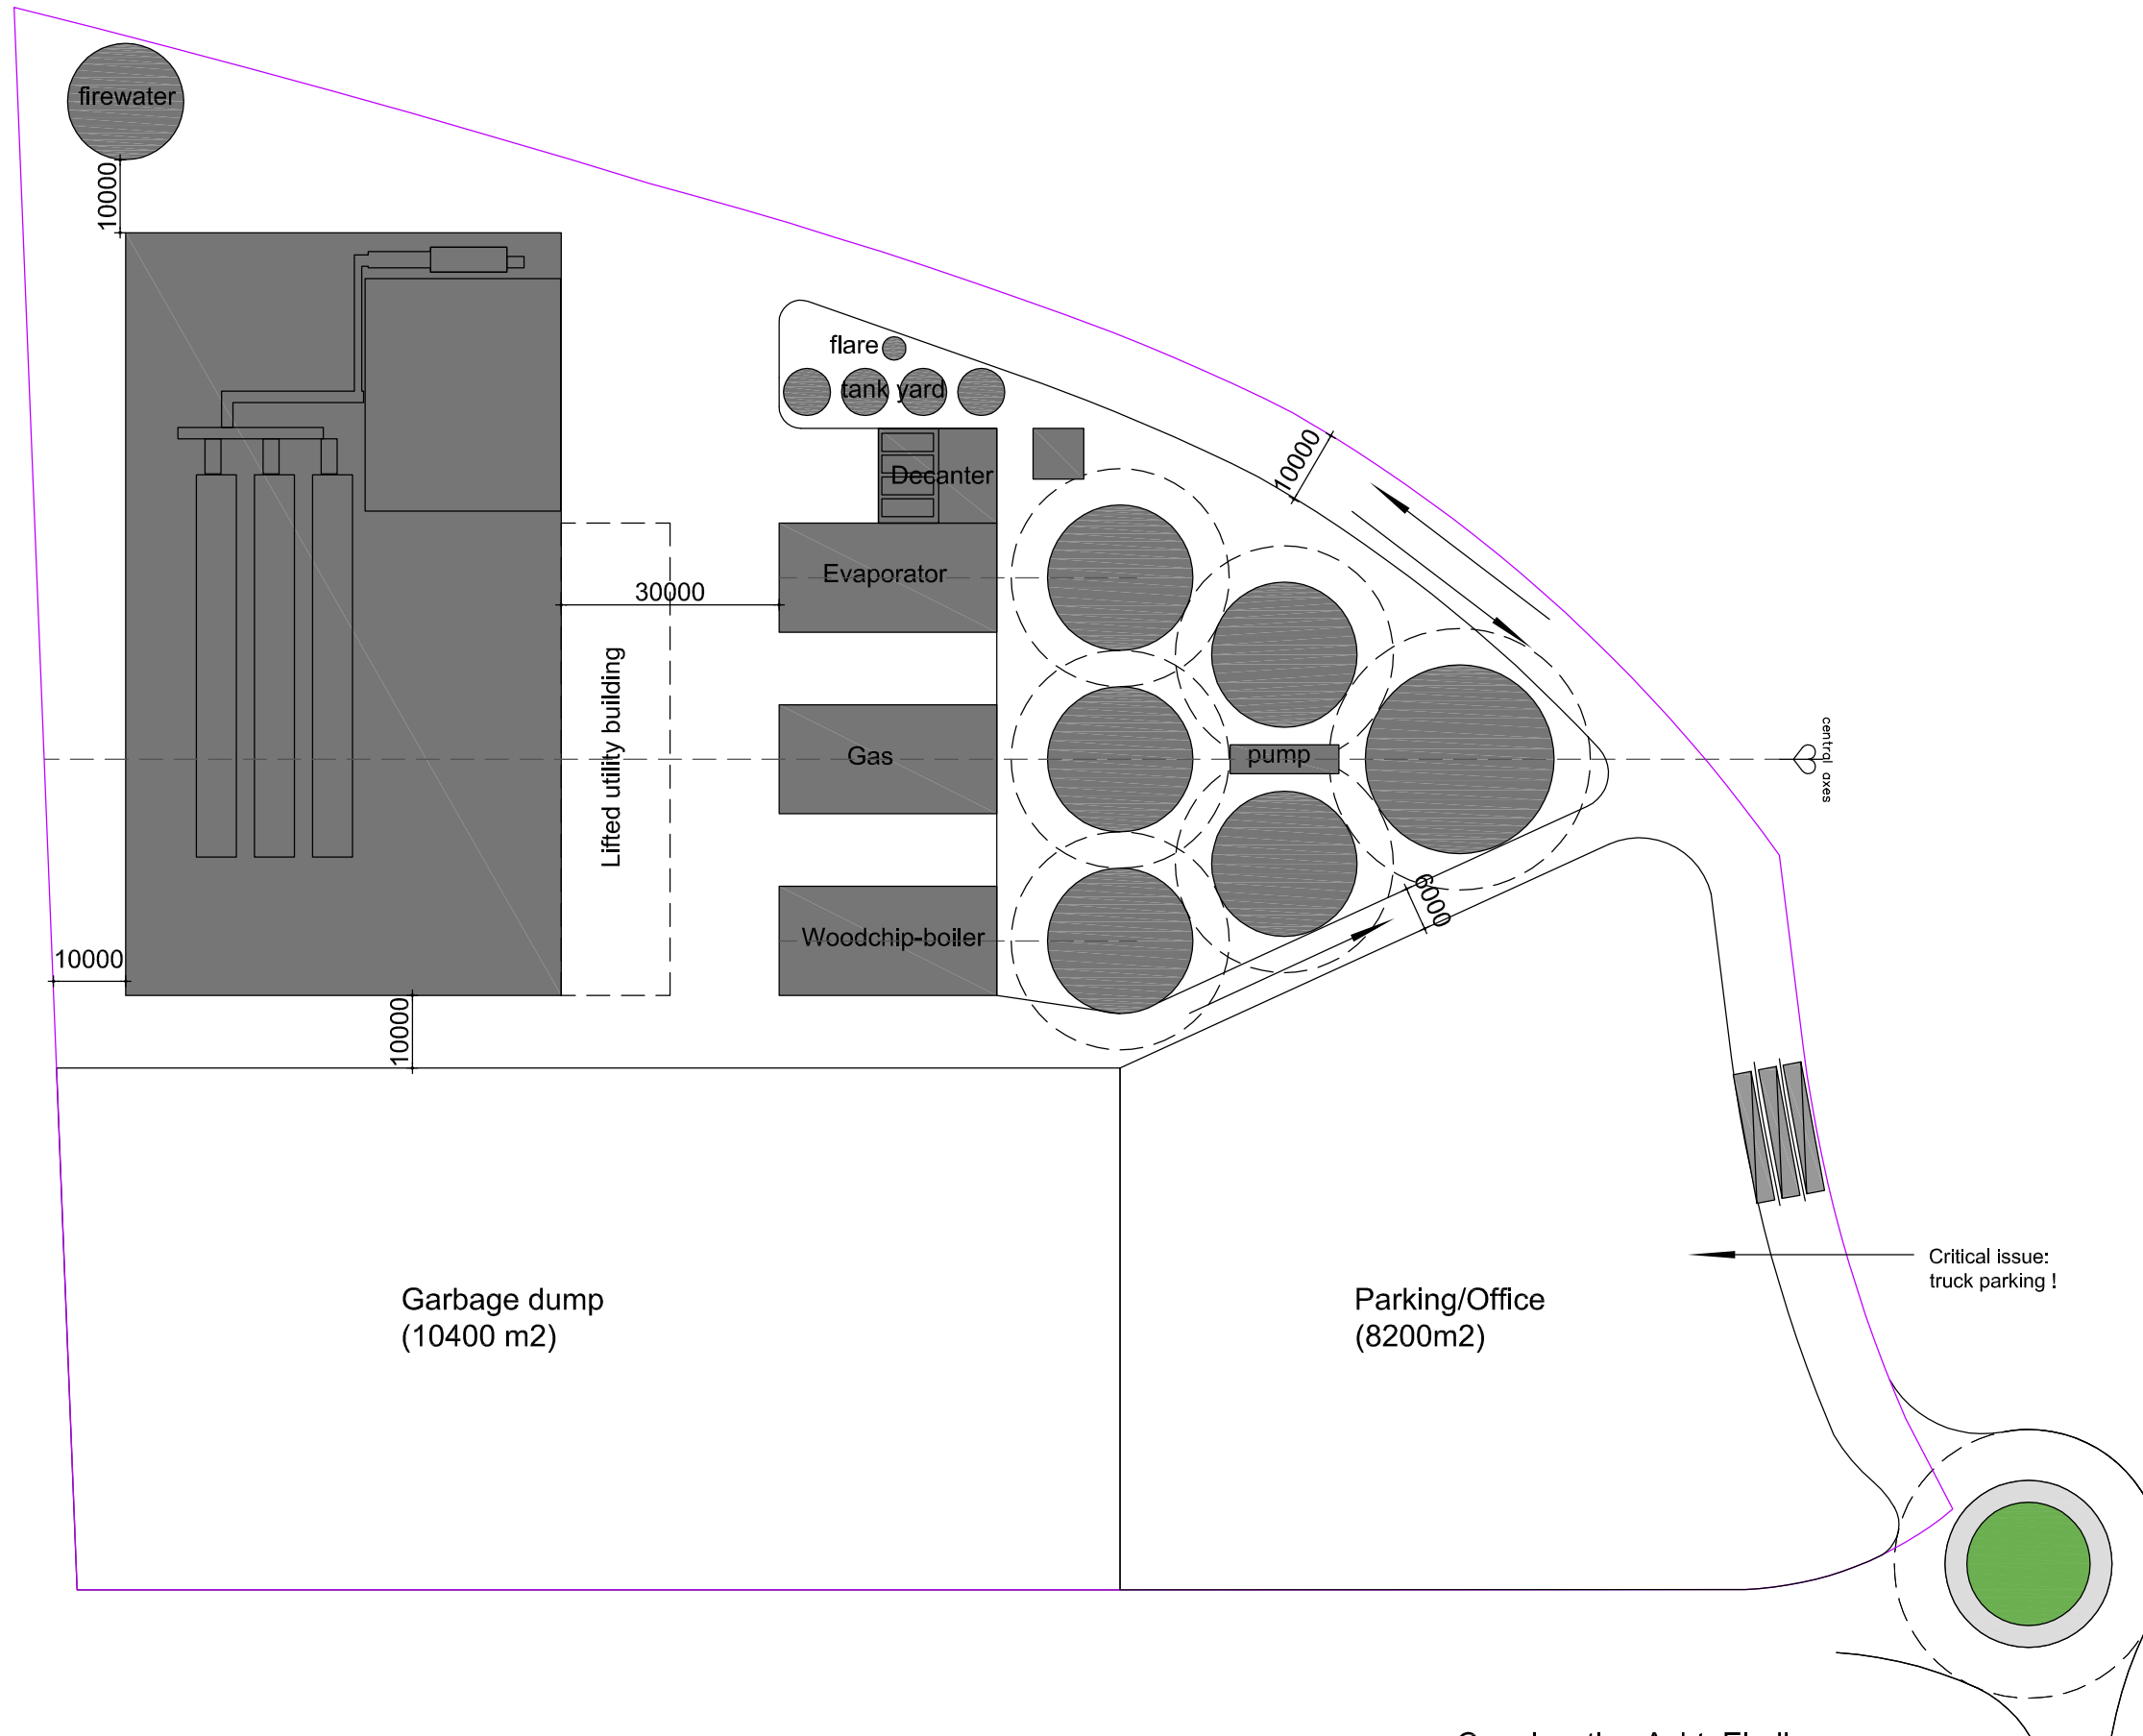 firewater
10000
flare
tank yard
10000
Decanter
Evaporator
30000
Lifted utility building
central axes
Gas
pump
6000
Woodchip-boiler
10000
10000
Critical issue:
truck parking !
Garbage dump
(10400 m2)
Parking/Office
(8200m2)